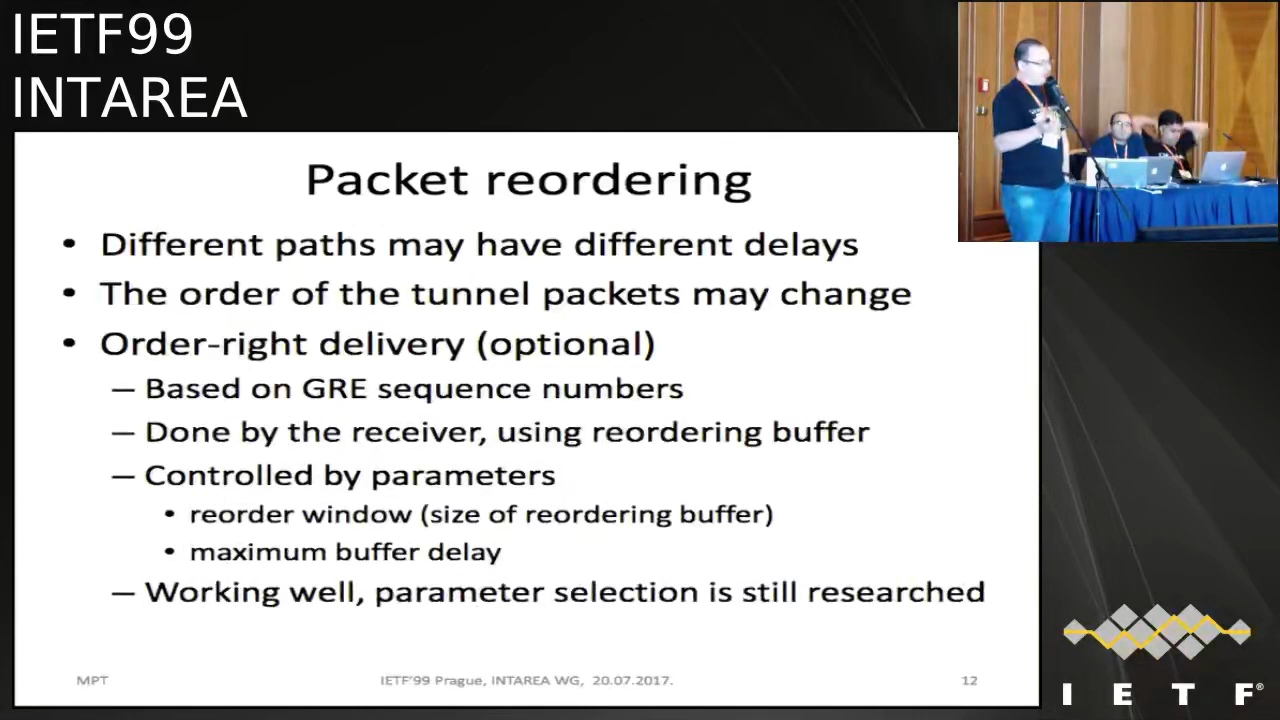 IETF99
INTAREA
Packet reordering
• Different paths may have different delays
• The order of the tunnel packets may change
• Order-right delivery (optional)
– Based on GRE sequence numbers
– Done by the receiver, using reordering buffer
– Controlled by parameters
• reorder window (size of reordering buffer)
• maximum buffer delay
– Working well, parameter selection is still researched
MPT IETF'99 Prague, INTAREA WG, 20.07.2017. 12
I E T F®